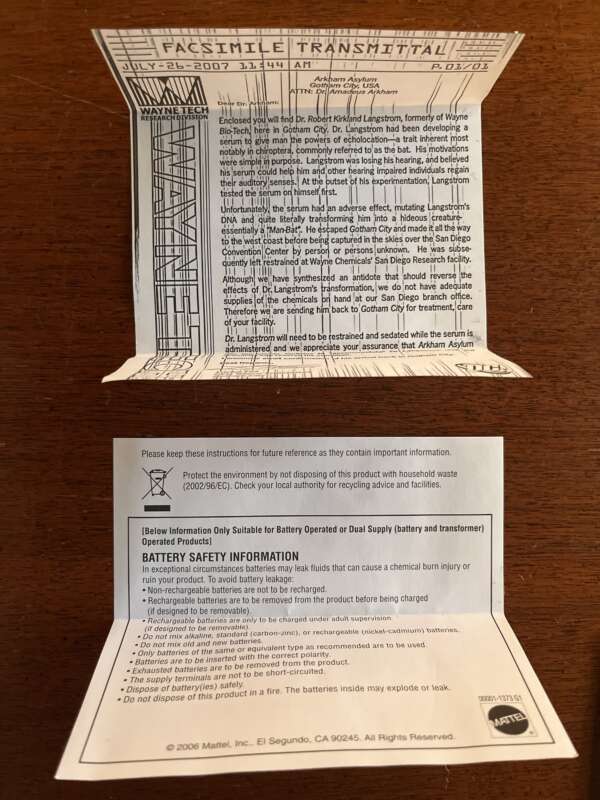 FACSIMILE TRANSMITTAL
JULY-26-2007 11:44 AM P.01/01
Arkham Asylum
Gotham City, USA
ATTN: Dr. Amadeus Arkham
WAYNE TECH
RESEARCH DIVISION
WAYNE
Dear Dr. Arkham:
Enclosed you will find Dr. Robert Kirkland Langstrom, formerly of Wayne
Bio-Tech, here in Gotham City. Dr. Langstrom had been developing a
serum to give man the powers of echolocation—a trait inherent most
notably in chiroptera, commonly referred to as the bat. His motivations
were simple in purpose. Langstrom was losing his hearing, and believed
his serum could help him and other hearing impaired individuals regain
their auditory senses. At the outset of his experimentation, Langstrom
tested the serum on himself first.
Unfortunately, the serum had an adverse effect, mutating Langstrom's
DNA and quite literally transforming him into a hideous creature-
essentially a "Man-Bat". He escaped Gotham City and made it all the way
to the west coast before being captured in the skies over the San Diego
Convention Center by person or persons unknown. He was subse-
quently left restrained at Wayne Chemicals' San Diego Research facility.
Although we have synthesized an antidote that should reverse the
effects of Dr. Langstrom's transformation, we do not have adequate
supplies of the chemicals on hand at our San Diego branch office.
Therefore we are sending him back to Gotham City for treatment, care
of your facility.
Dr. Langstrom will need to be restrained and sedated while the serum is
administered and we appreciate your assurance that Arkham Asylum
Please keep these instructions for future reference as they contain important information.
Protect the environment by not disposing of this product with household waste
(2002/96/EC). Check your local authority for recycling advice and facilities.
[Below Information Only Suitable for Battery Operated or Dual Supply (battery and transformer)
Operated Products]
BATTERY SAFETY INFORMATION
In exceptional circumstances batteries may leak fluids that can cause a chemical burn injury or
ruin your product. To avoid battery leakage:
• Non-rechargeable batteries are not to be recharged.
• Rechargeable batteries are to be removed from the product before being charged
(if designed to be removable).
• Rechargeable batteries are only to be charged under adult supervision
(if designed to be removable).
• Do not mix alkaline, standard (carbon-zinc), or rechargeable (nickel-cadmium) batteries.
• Do not mix old and new batteries.
• Only batteries of the same or equivalent type as recommended are to be used.
• Batteries are to be inserted with the correct polarity.
• Exhausted batteries are to be removed from the product.
• The supply terminals are not to be short-circuited.
• Dispose of battery(ies) safely.
• Do not dispose of this product in a fire. The batteries inside may explode or leak.
00001-1373 G1
MATTEL
© 2006 Mattel, Inc., El Segundo, CA 90245. All Rights Reserved.